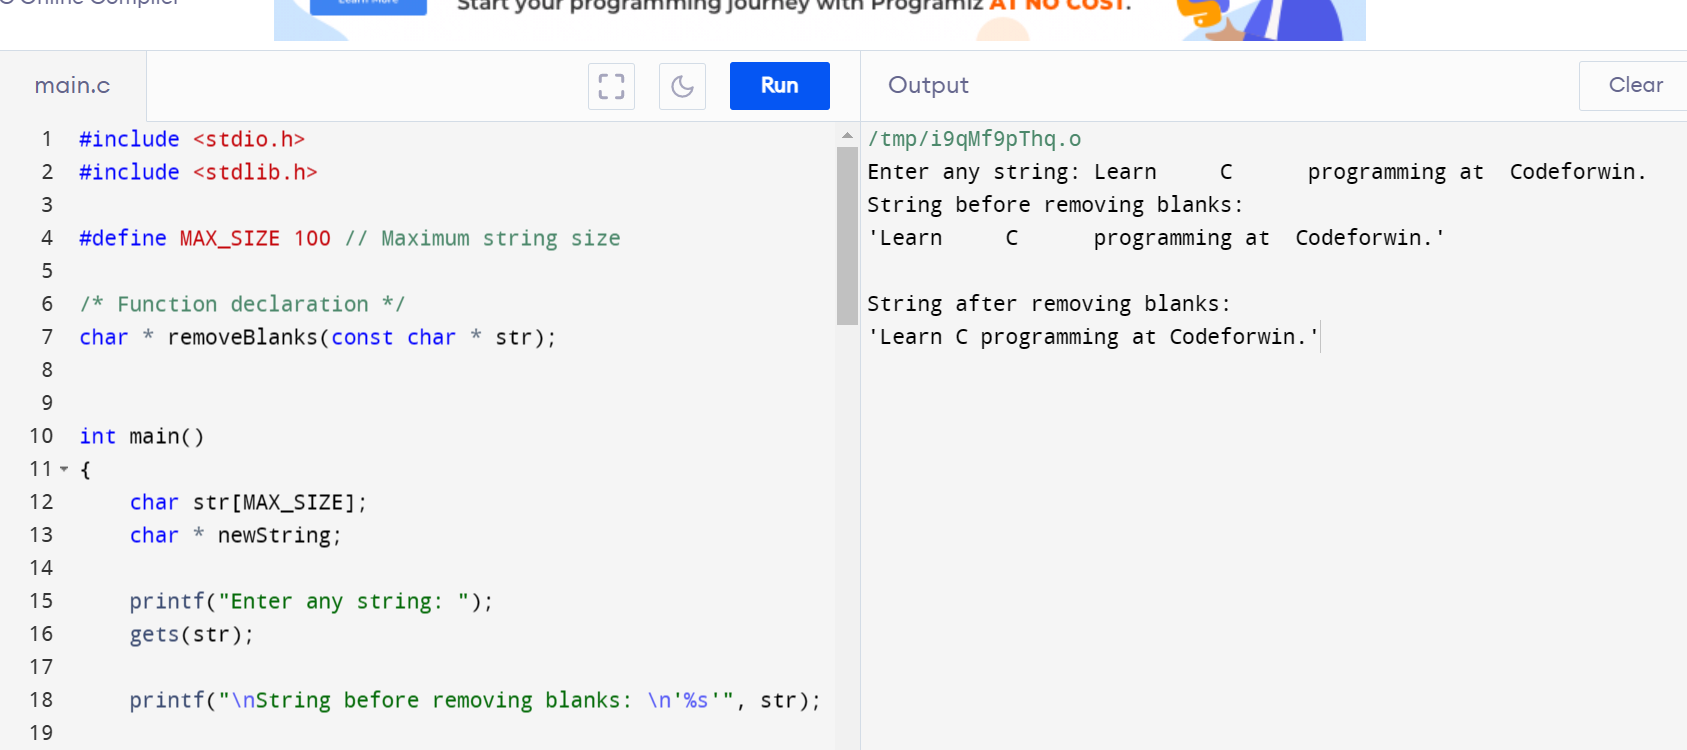 C Online Compiler
Learn More
Start your programming journey with Programiz AT NO COST.
main.c
Run
Output
Clear
1 #include <stdio.h>
2 #include <stdlib.h>
3
4 #define MAX_SIZE 100 // Maximum string size
5
6 /* Function declaration */
7 char * removeBlanks(const char * str);
8
9
10 int main()
11 {
12     char str[MAX_SIZE];
13     char * newString;
14
15     printf("Enter any string: ");
16     gets(str);
17
18     printf("\nString before removing blanks: \n'%s'", str);
19
/tmp/i9qMf9pThq.o
Enter any string: Learn     C      programming at  Codeforwin.
String before removing blanks:
'Learn     C      programming at  Codeforwin.'
String after removing blanks:
'Learn C programming at Codeforwin.'